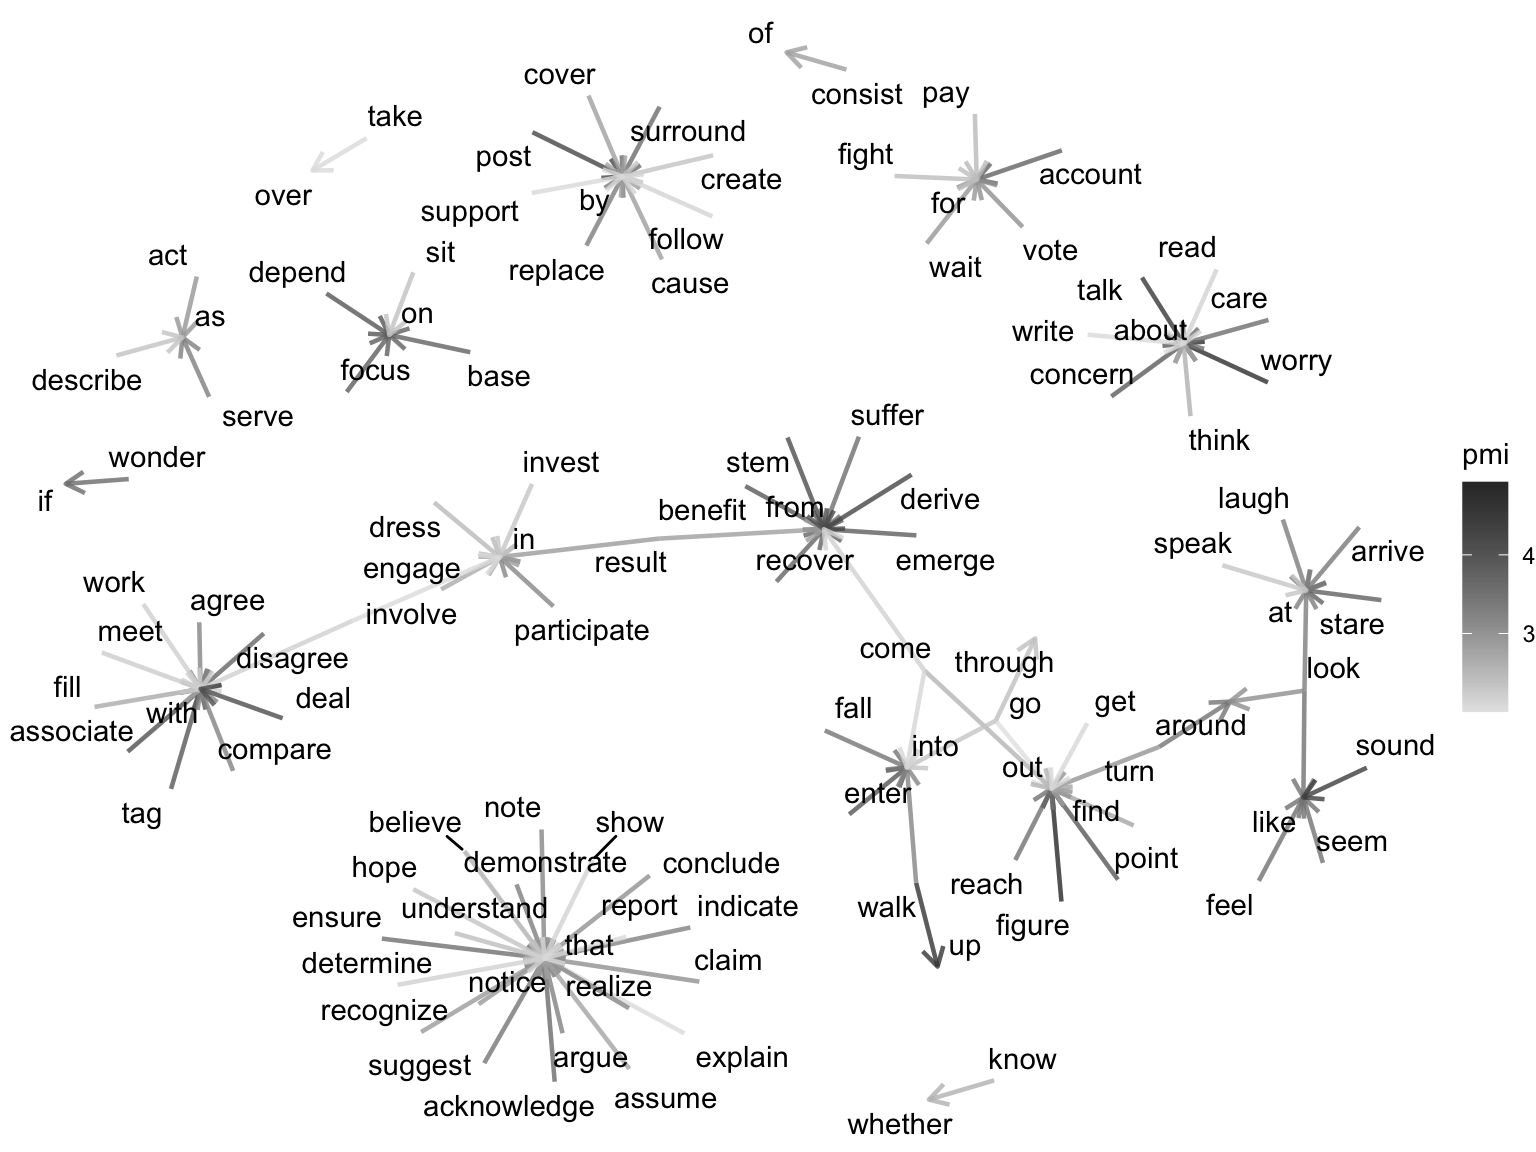 of
cover
consist
pay
take
surround
post
fight
create
account
over
support
by
for
follow
sit
act
depend
replace
cause
wait
vote
read
talk
care
as
on
write
about
describe
focus
base
concern
worry
serve
suffer
think
wonder
invest
stem
pmi
if
benefit
from
derive
laugh
dress
in
speak
arrive
4
engage
result
recover
emerge
work
agree
involve
participate
at
stare
3
meet
disagree
come
through
look
fill
deal
with
fall
go
get
around
associate
compare
into
out
turn
sound
enter
tag
note
believe
show
find
like
seem
hope
demonstrate
conclude
point
ensure
understand
report
indicate
walk
reach
figure
feel
that
up
determine
claim
notice
realize
recognize
suggest
argue
explain
know
acknowledge
assume
whether